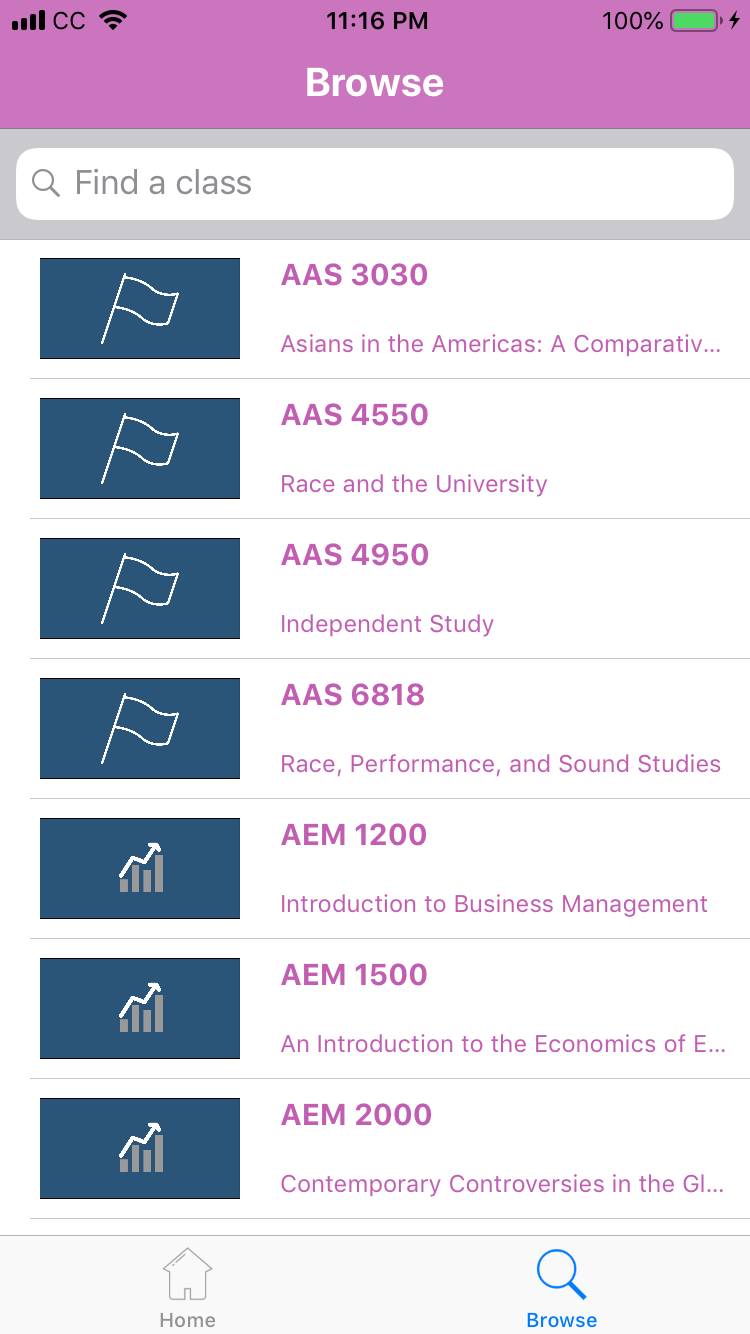 CC 11:16 PM 100%
Browse
Find a class
AAS 3030
Asians in the Americas: A Comparativ...
AAS 4550
Race and the University
AAS 4950
Independent Study
AAS 6818
Race, Performance, and Sound Studies
AEM 1200
Introduction to Business Management
AEM 1500
An Introduction to the Economics of E...
AEM 2000
Contemporary Controversies in the Gl...
Home Browse